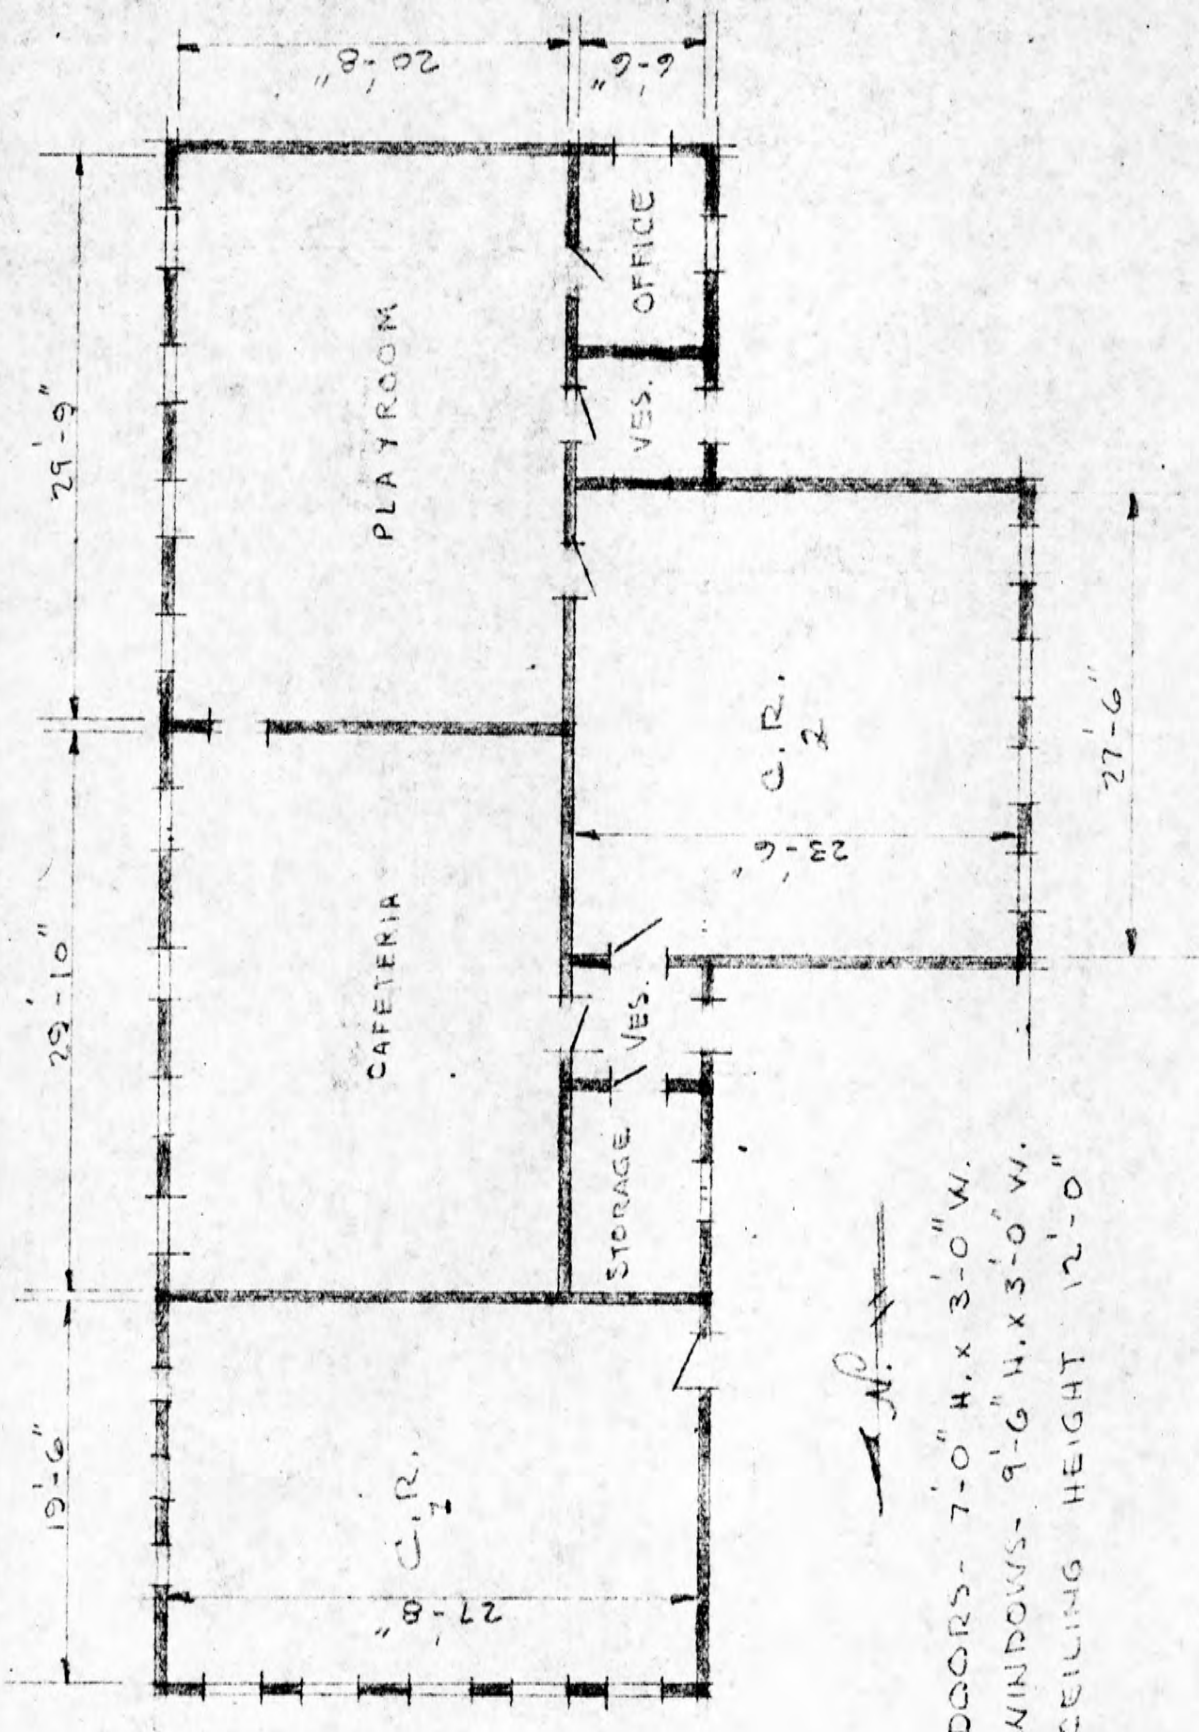 19'-6"
29'-10"
29'-9"
20'-8"
6'-6"
C.R.
1
27'-8"
CAFETERIA
PLAYROOM
STORAGE
VES.
VES.
OFFICE
C.R.
2
23'-6"
27'-6"
N.
DOORS- 7'-0" H. x 3'-0" W.
WINDOWS- 9'-6" H. x 3'-0" W.
CEILING HEIGHT 12'-0"